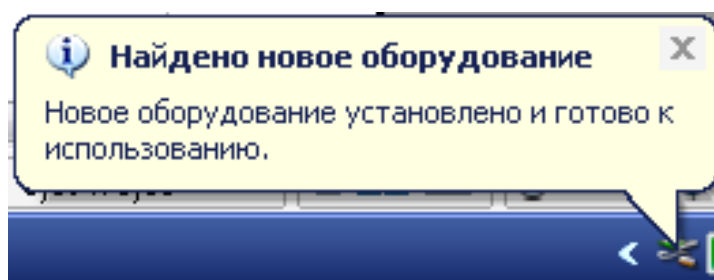 Найдено новое оборудование
Новое оборудование установлено и готово к
использованию.